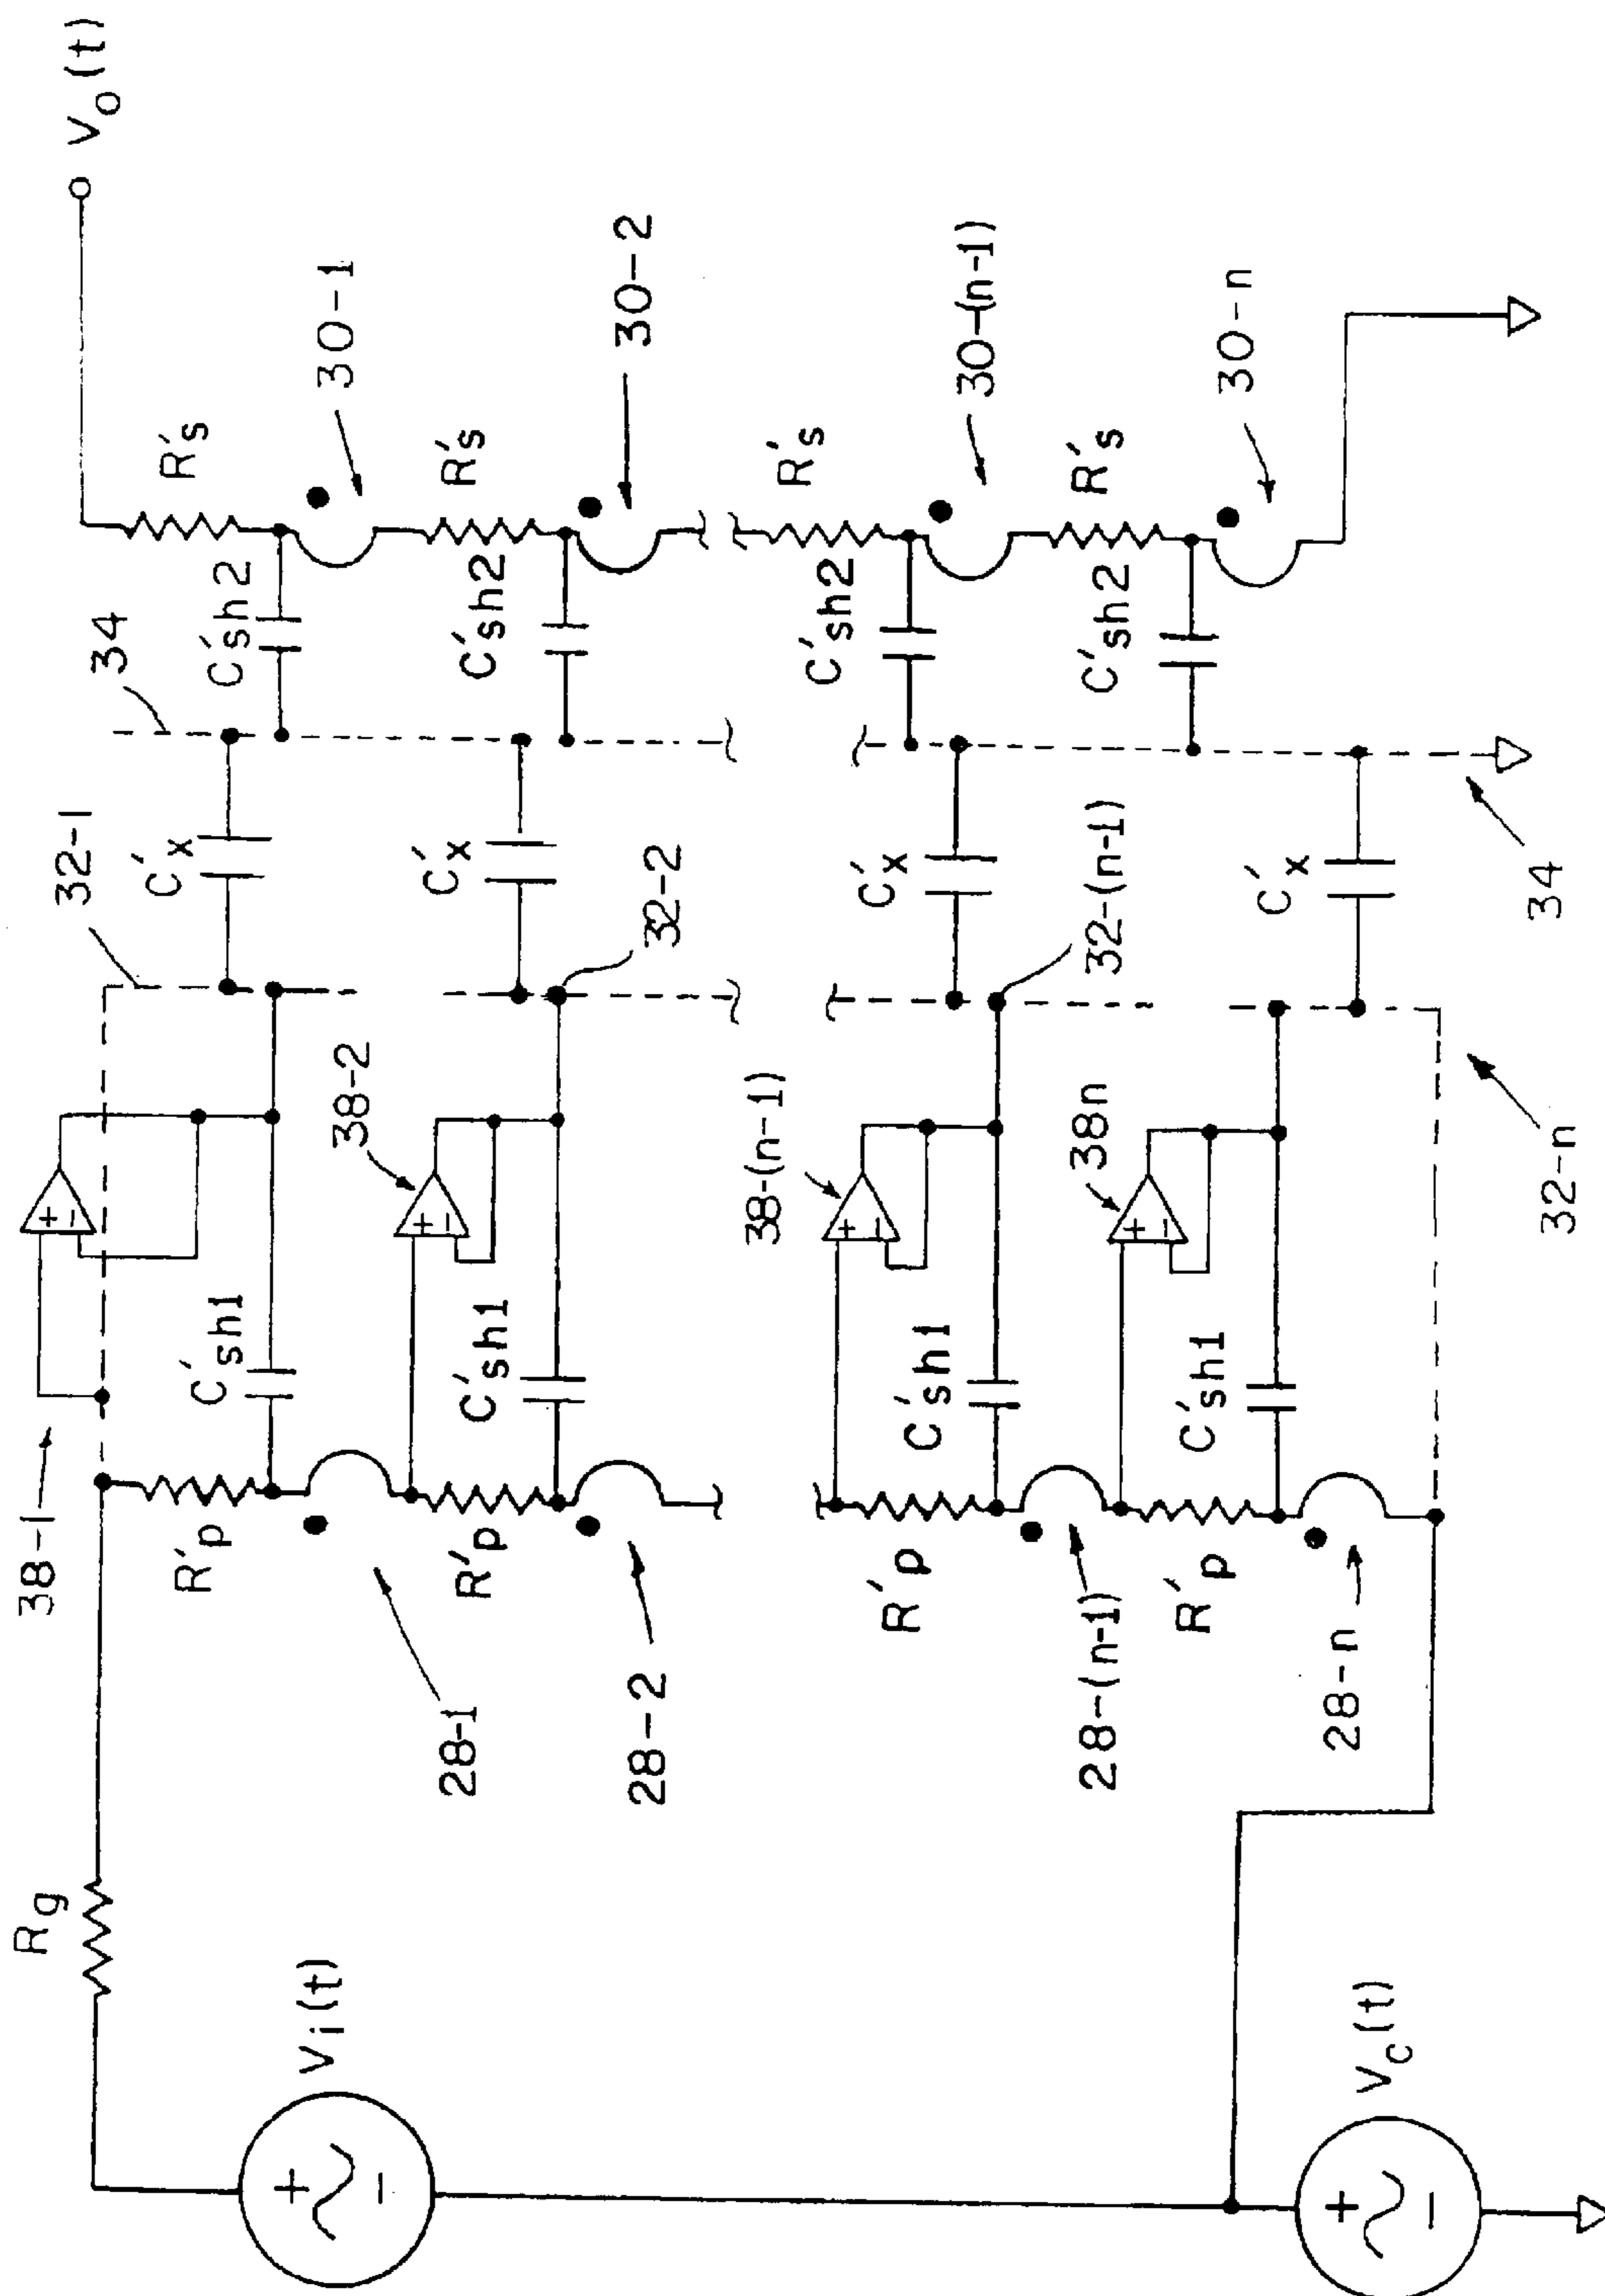 Vo(t)
R's
30-1
R's
30-2
R's
30-(n-1)
R's
30-n
34
C'sh2
C'sh2
C'sh2
C'sh2
32-1
C'x
C'x
32-2
C'x
32-(n-1)
C'x
34
38-2
38-(n-1)
38n
32-n
+
−
+
−
+
−
+
−
38-1
C'sh1
C'sh1
C'sh1
C'sh1
R'p
28-1
R'p
28-2
R'p
28-(n-1)
R'p
28-n
Rg
Vi(t)
+
−
Vc(t)
+
−